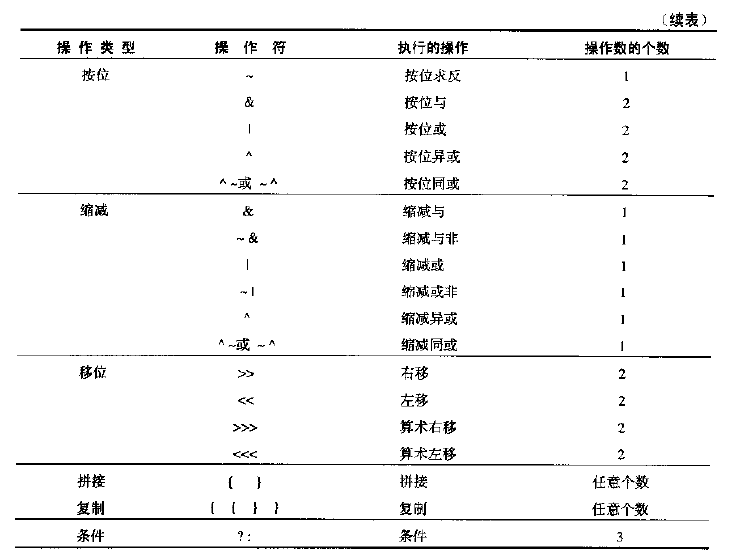 （续表）
操作类型 操作符 执行的操作 操作数的个数
按位 ~ 按位求反 1
& 按位与 2
| 按位或 2
^ 按位异或 2
^~或 ~^ 按位同或 2
缩减 & 缩减与 1
~& 缩减与非 1
| 缩减或 1
~| 缩减或非 1
^ 缩减异或 1
^~或 ~^ 缩减同或 1
移位 >> 右移 2
<< 左移 2
>>> 算术右移 2
<<< 算术左移 2
拼接 { } 拼接 任意个数
复制 { { } } 复制 任意个数
条件 ?: 条件 3